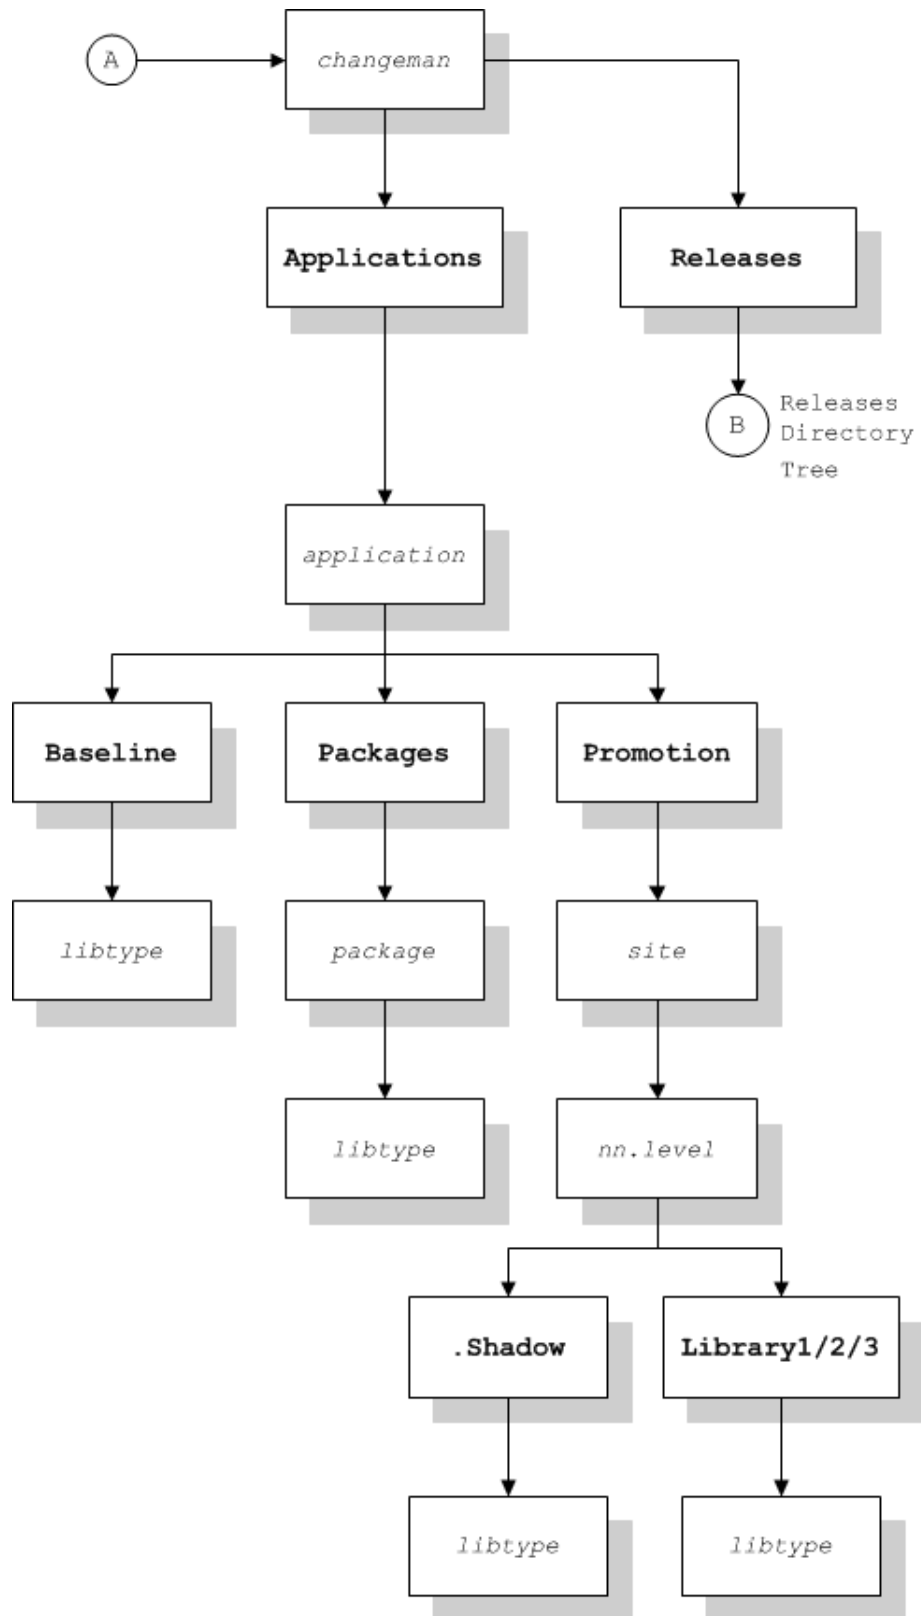 A
changeman
Applications
Releases
B
Releases
Directory
Tree
application
Baseline
Packages
Promotion
libtype
package
site
libtype
nn.level
.Shadow
Library1/2/3
libtype
libtype